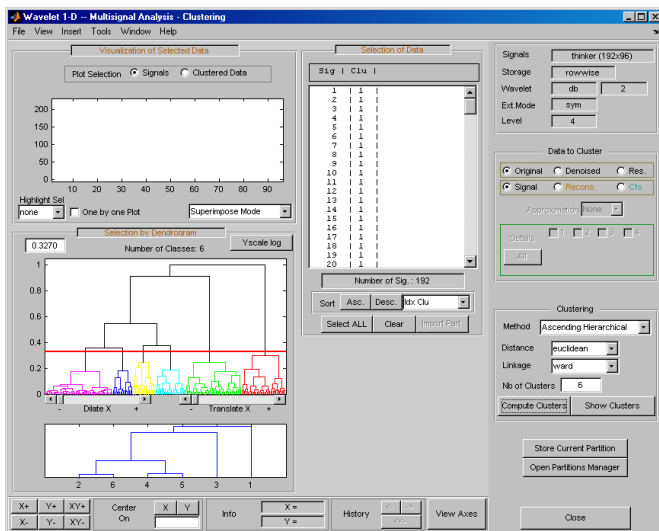 Wavelet 1-D -- Multisignal Analysis - Clustering
File View Insert Tools Window Help
Visualization of Selected Data
Plot Selection Signals Clustered Data
200
150
100
50
0
10 20 30 40 50 60 70 80 90
Highlight Sel
none One by one Plot Superimpose Mode
Selection by Dendrogram
0.3270 Number of Classes: 6 Yscale log
1
0.8
0.6
0.4
0.2
0
- Dilate X + - Translate X +
2 6 4 5 3 1
Selection of Data
Sig | Clu |
1 | 1 |
2 | 1 |
3 | 1 |
4 | 1 |
5 | 1 |
6 | 1 |
7 | 1 |
8 | 1 |
9 | 1 |
10 | 1 |
11 | 1 |
12 | 1 |
13 | 1 |
14 | 1 |
15 | 1 |
16 | 1 |
17 | 1 |
18 | 1 |
19 | 1 |
20 | 1 |
Number of Sig. : 192
Sort Asc. Desc. Idx Clu
Select ALL Clear Import Part
Signals thinker (192x96)
Storage rowwise
Wavelet db 2
Ext.Mode sym
Level 4
Data to Cluster
Original Denoised Res.
Signal Recons. Cfs
Approximation None
Details 1 2 3 4
All
Clustering
Method Ascending Hierarchical
Distance euclidean
Linkage ward
Nb of Clusters 6
Compute Clusters Show Clusters
Store Current Partition
Open Partitions Manager
Close
X+ Y+ XY+
X- Y- XY-
Center On X Y
Info X =
Y =
History <- ->
<<-
View Axes